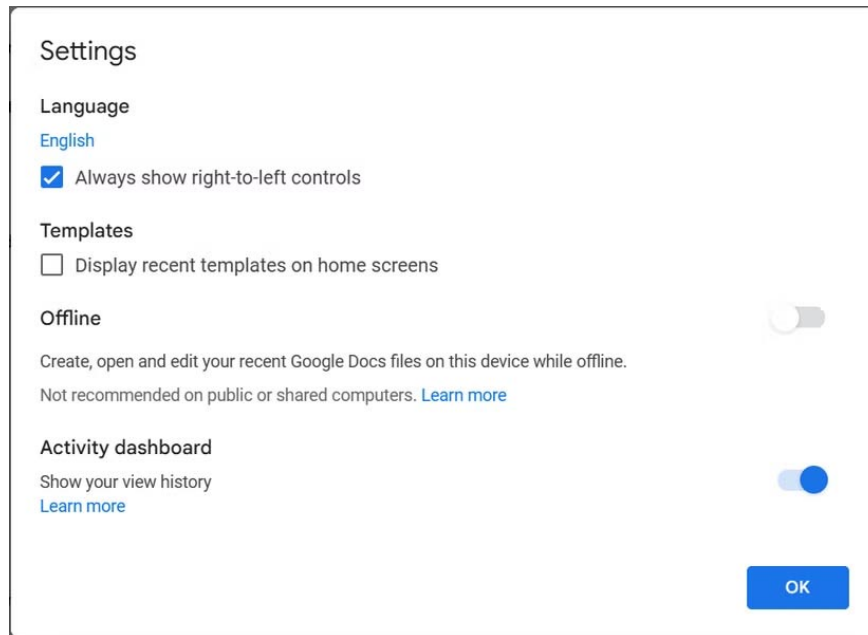 Settings
Language
English
Always show right-to-left controls
Templates
Display recent templates on home screens
Offline
Create, open and edit your recent Google Docs files on this device while offline.
Not recommended on public or shared computers. Learn more
Activity dashboard
Show your view history
Learn more
OK